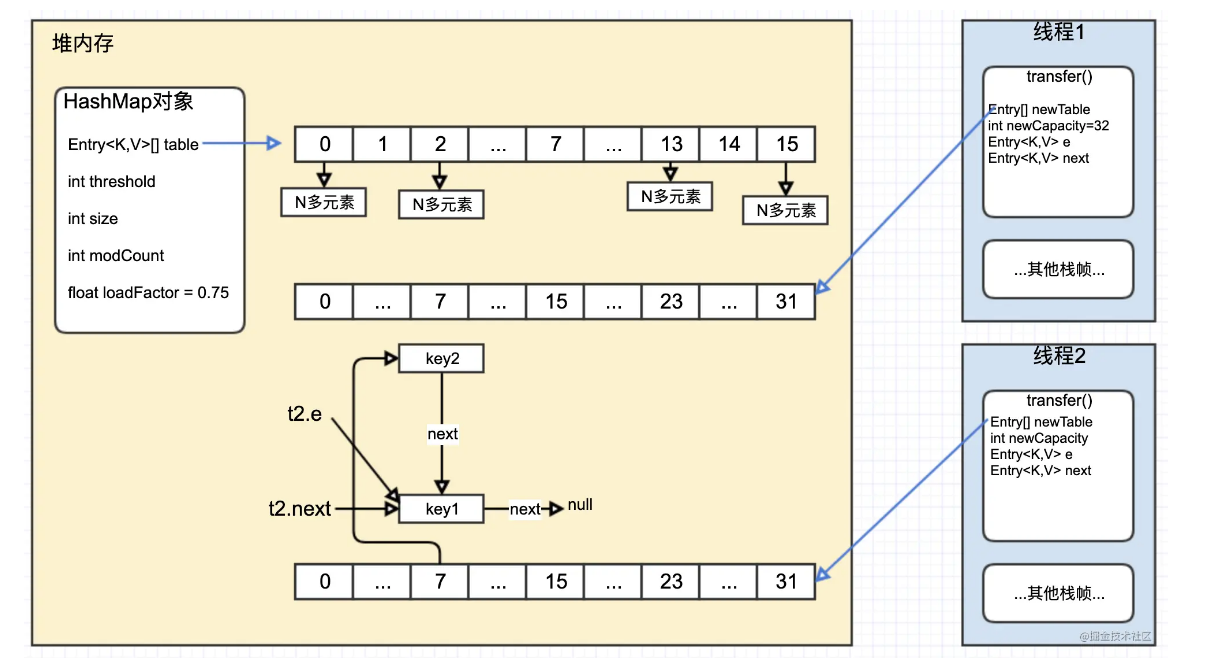 堆内存
HashMap对象
Entry<K,V>[] table
int threshold
int size
int modCount
float loadFactor = 0.75
0 1 2 ... 7 ... 13 14 15
N多元素 N多元素 N多元素 N多元素
0 ... 7 ... 15 ... 23 ... 31
key2
t2.e
next
t2.next
key1
next
null
0 ... 7 ... 15 ... 23 ... 31
线程1
transfer()
Entry[] newTable
int newCapacity=32
Entry<K,V> e
Entry<K,V> next
...其他栈帧...
线程2
transfer()
Entry[] newTable
int newCapacity
Entry<K,V> e
Entry<K,V> next
...其他栈帧...
@掘金技术社区